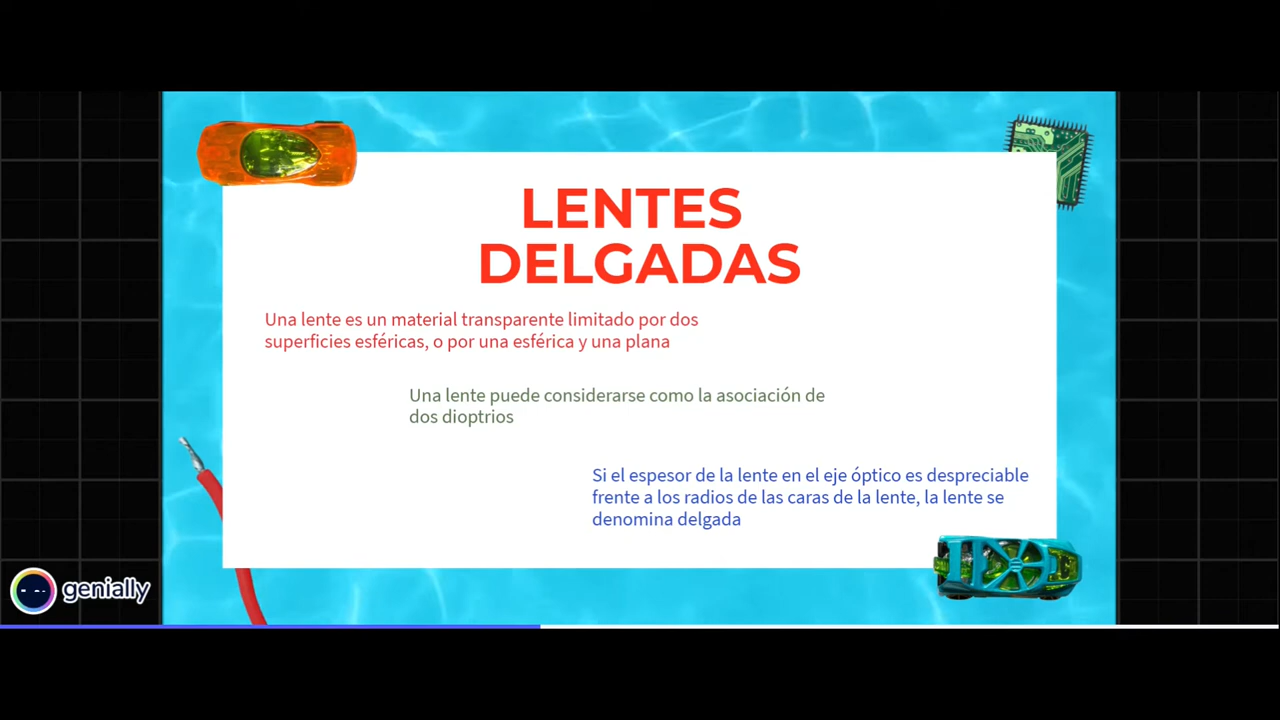 LENTES
DELGADAS
Una lente es un material transparente limitado por dos
superficies esféricas, o por una esférica y una plana
Una lente puede considerarse como la asociación de
dos dioptrios
Si el espesor de la lente en el eje óptico es despreciable
frente a los radios de las caras de la lente, la lente se
denomina delgada
genially